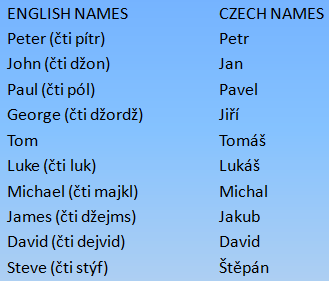 ENGLISH NAMES CZECH NAMES
Peter (čti pítr) Petr
John (čti džon) Jan
Paul (čti pól) Pavel
George (čti džordž) Jiří
Tom Tomáš
Luke (čti luk) Lukáš
Michael (čti majkl) Michal
James (čti džejms) Jakub
David (čti dejvid) David
Steve (čti stýf) Štěpán